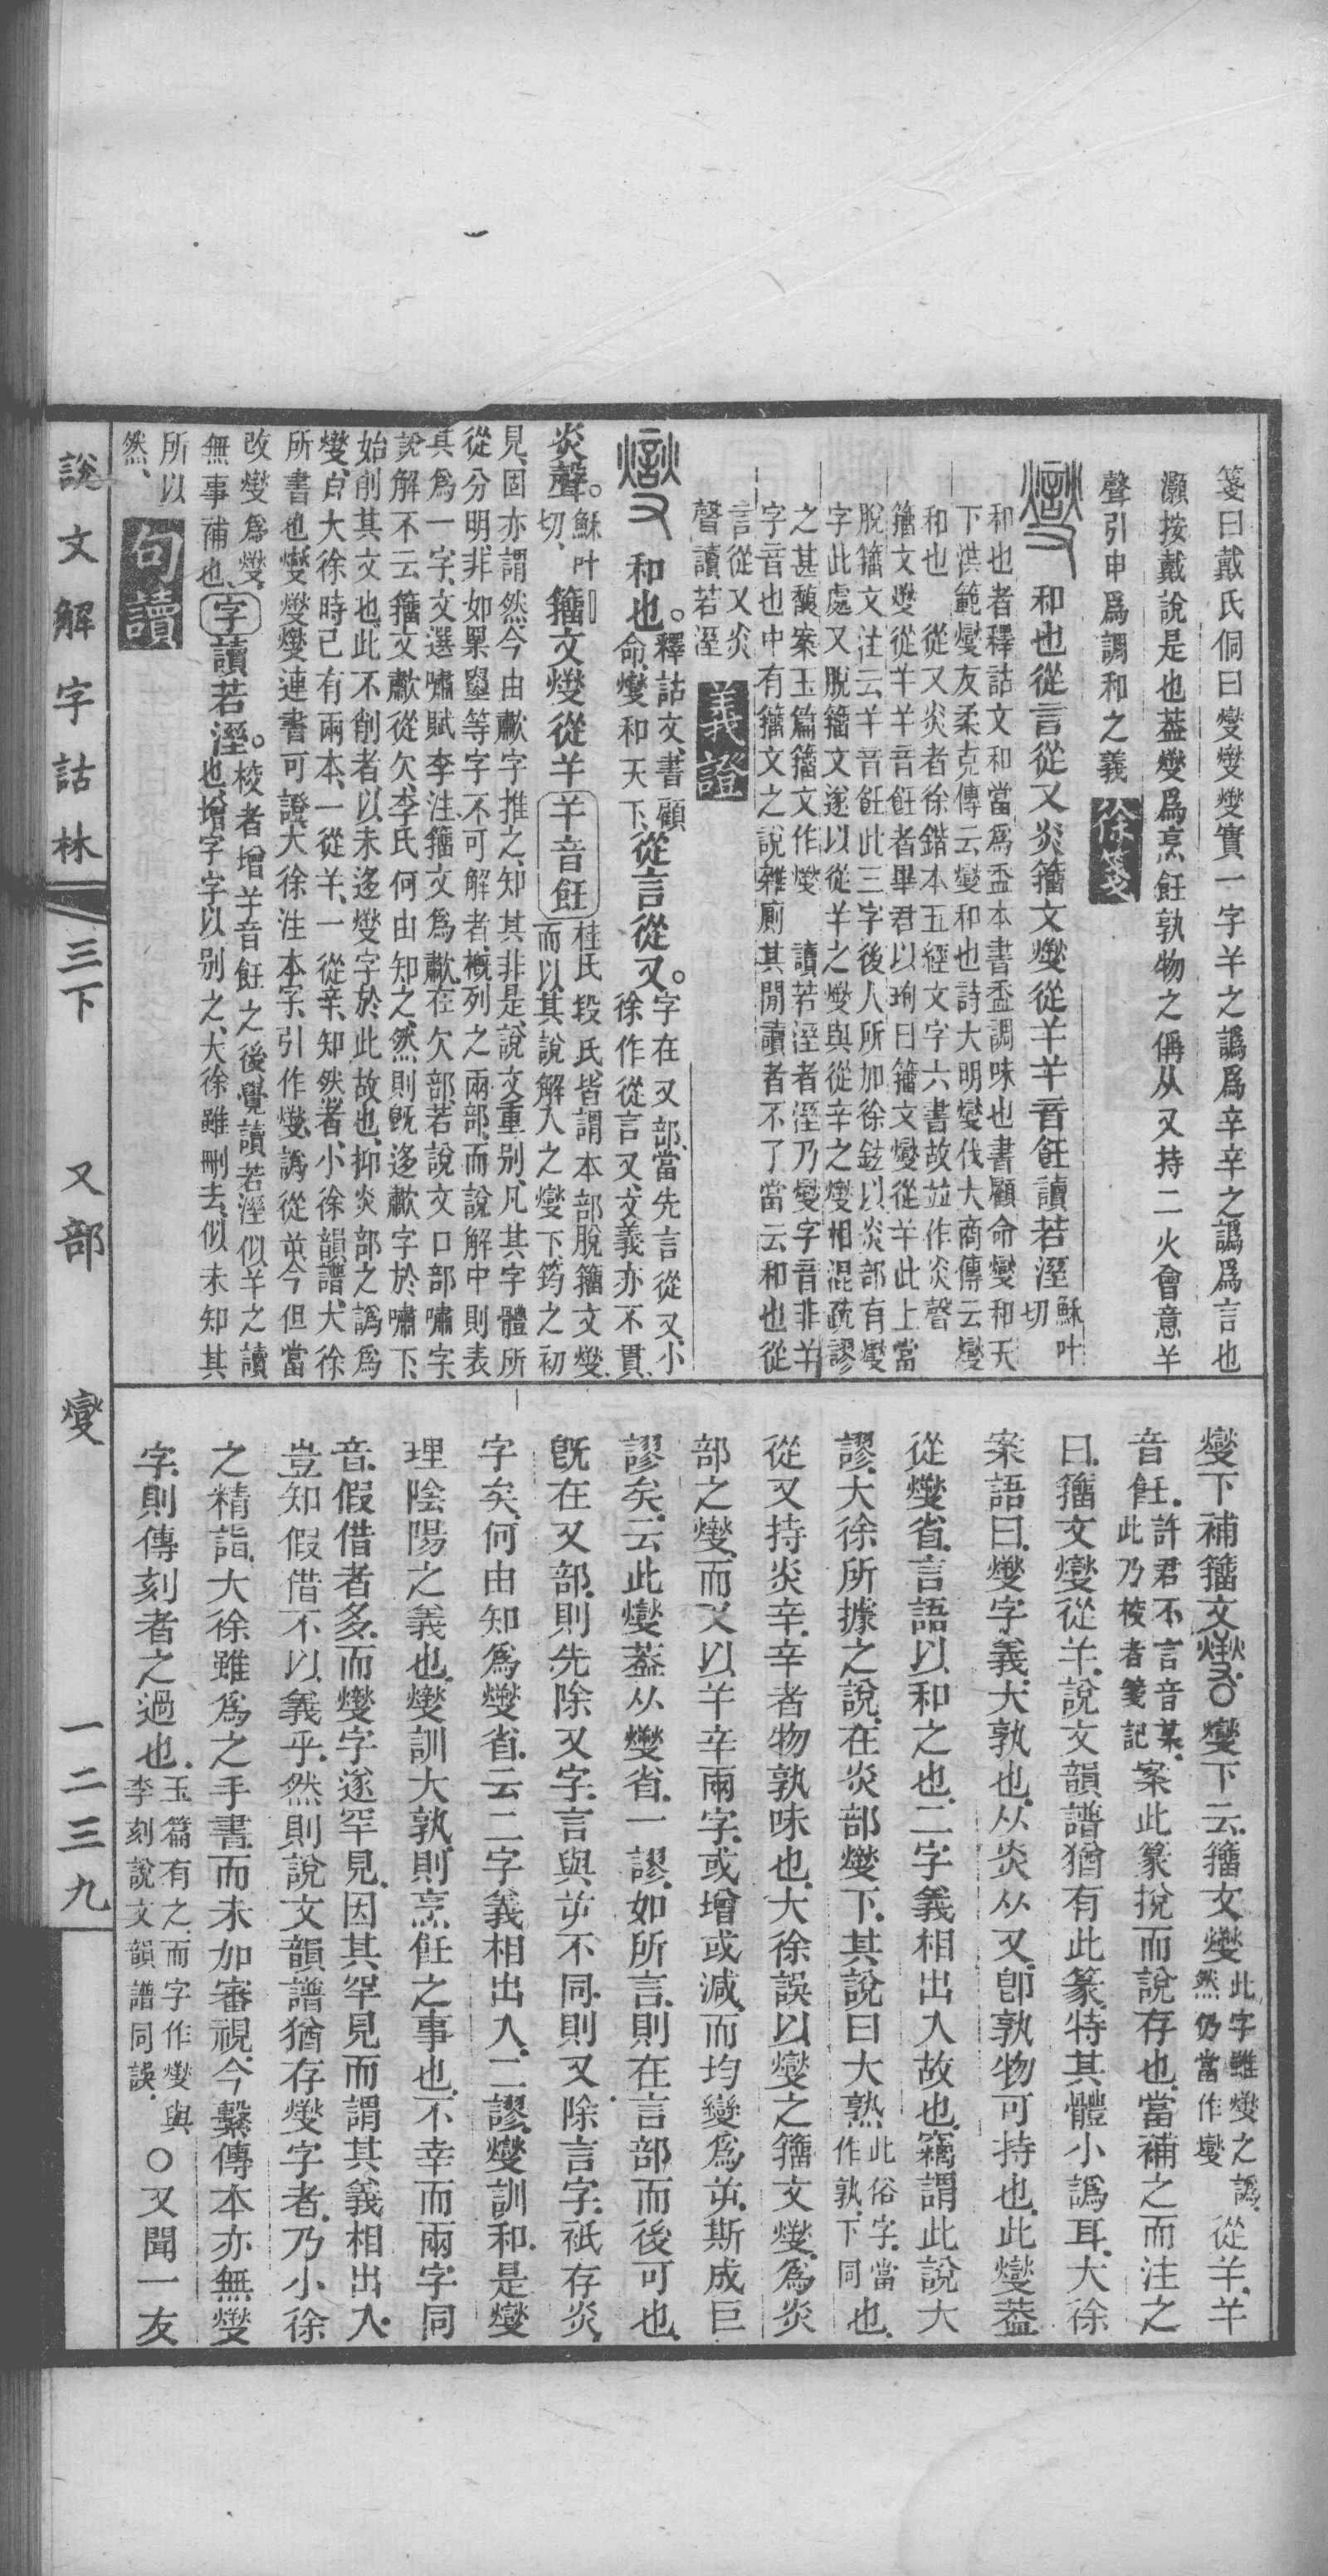 箋曰戴氏侗曰燮燮燮實一字羊之譌爲辛辛之譌爲言也
灝按戴說是也葢燮爲烹飪孰物之偁从又持二火會意羊
聲引申爲調和之義 徐箋
和也從言從又炎籒文燮從羊羊音飪讀若溼穌叶切
和也者釋詁文和當爲盉本書盉調味也書顧命燮和天
下洪範燮友柔克傳云燮和也詩大明燮伐大商傳云燮
和也 從又炎者徐鍇本五經文字六書故竝作炎聲
籒文燮從羊羊音飪者畢君以珣曰籒文燮從羊此上當
脫籒文注云羊音飪此三字後人所加徐鉉以炎部有燮
字此處又脫籒文遂以從羊之燮與從辛之燮相混疏謬
之甚馥案玉篇籒文作燮 讀若溼者溼乃燮字音非羊
字音也中有籒文之說雜廁其閒讀者不了當云和也從
言從又炎
聲讀若溼 義證
和也。釋詁文、書顧命、燮和天下、從言從又。字在又部、當先言從又、小徐作從言又、文義亦不貫、
炎聲。穌叶切、籒文燮從羊 羊音飪 桂氏段氏、皆謂本部脫籒文燮、而以其說解入之燮下、筠之初
見、固亦謂然、今由歗字推之、知其非是、說文重別、凡其字體所
從分明、非如睪睾等字、不可解者、槪列之兩部、而說解中則表
其爲一字、文選嘯賦李注、籒文爲歗、在欠部、若說文口部嘯字、
說解不云籒文歗從欠、李氏何由知之、然則旣迻歗字於嘯下、
始削其文也、此不削者、以未迻燮字於此故也、抑炎部之譌爲
燮、自大徐時已有兩本、一從羊、一從辛、知然者、小徐韻譜、大徐
所書也、燮燮燮連書可證、大徐注本字、引作燮、譌從䇂、今但當
改燮爲燮、
無事補也、 字 讀若溼。校者增羊音飪之後、覺讀若溼似羊之讀也、增字字以別之、大徐雖刪去、似未知其
所以
然、 句讀
燮下補籒文燮、〇燮下云、籒文燮此字雖燮之譌、然仍當作燮從羊、羊
音飪、許君不言音某、此乃校者箋記案此篆挩而說存也、當補之而注之
曰、籒文燮從羊、說文韻譜猶有此篆、特其體小譌耳、大徐
案語曰、燮字義、大孰也、从炎从又、卽孰物可持也、此燮葢
從燮省、言語以和之也、二字義相出入故也、竊謂此說大
謬、大徐所據之說、在炎部燮下、其說曰大熟此俗字、當作孰、下同也、
從又持炎辛、辛者物孰味也、大徐誤以燮之籒文燮、爲炎
部之燮、而又以羊辛兩字、或增或減、而均變爲䇂、斯成巨
謬矣、云此燮葢从燮省、一謬、如所言、則在言部而後可也、
旣在又部、則先除又字、言與䇂不同、則又除言字、祇存炎、
字矣、何由知爲燮省、云二字義相出入、二謬、燮訓和、是燮
理陰陽之義也、燮訓大孰、則烹飪之事也、不幸而兩字同
音、假借者多、而燮字遂罕見、因其罕見而謂其義相出入、
豈知假借不以義乎、然則說文韻譜猶存燮字者、乃小徐
之精詣、大徐雖爲之手書、而未加審視、今繫傳本亦無燮
字、則傳刻者之過也、玉篇有之、而字作燮、與李刻說文韻譜同誤、〇又聞一友
說文解字詁林 三下 又部 燮 一二三九